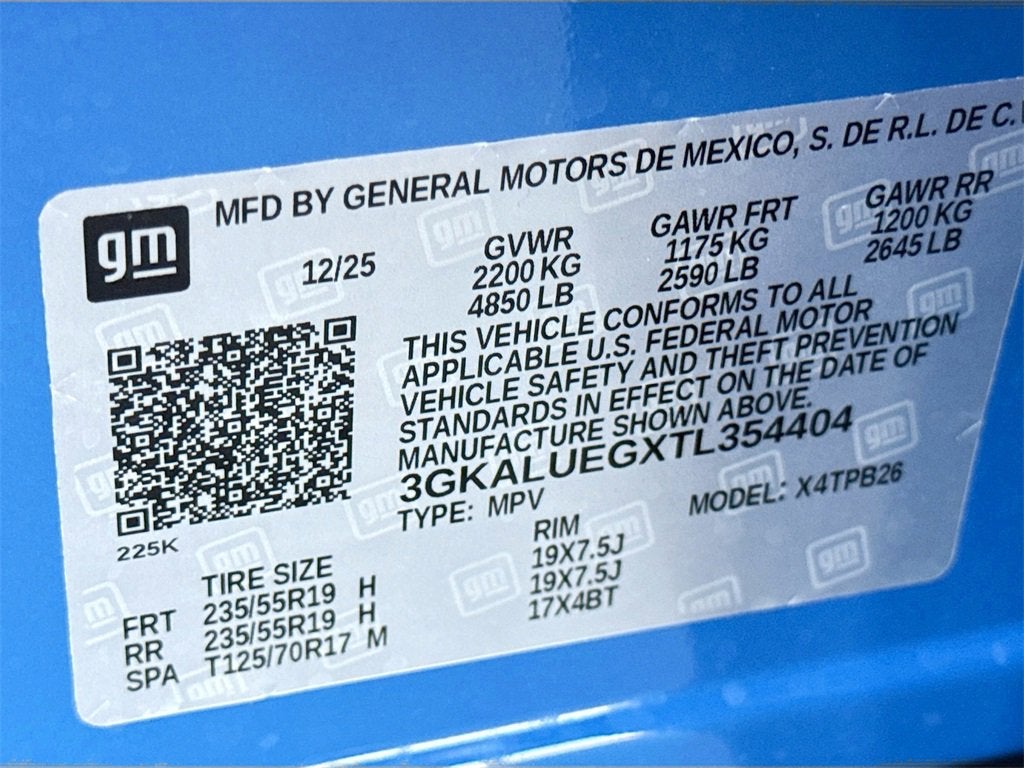 MFD BY GENERAL MOTORS DE MEXICO, S. DE R.L. DE C.V
gm
12/25
GVWR
2200 KG
4850 LB
GAWR FRT
1175 KG
2590 LB
GAWR RR
1200 KG
2645 LB
THIS VEHICLE CONFORMS TO ALL
APPLICABLE U.S. FEDERAL MOTOR
VEHICLE SAFETY AND THEFT PREVENTION
STANDARDS IN EFFECT ON THE DATE OF
MANUFACTURE SHOWN ABOVE.
3GKALUEGXTL354404
TYPE: MPV
MODEL: X4TPB26
225K
TIRE SIZE
RIM
FRT 235/55R19 H 19X7.5J
RR 235/55R19 H 19X7.5J
SPA T125/70R17 M 17X4BT